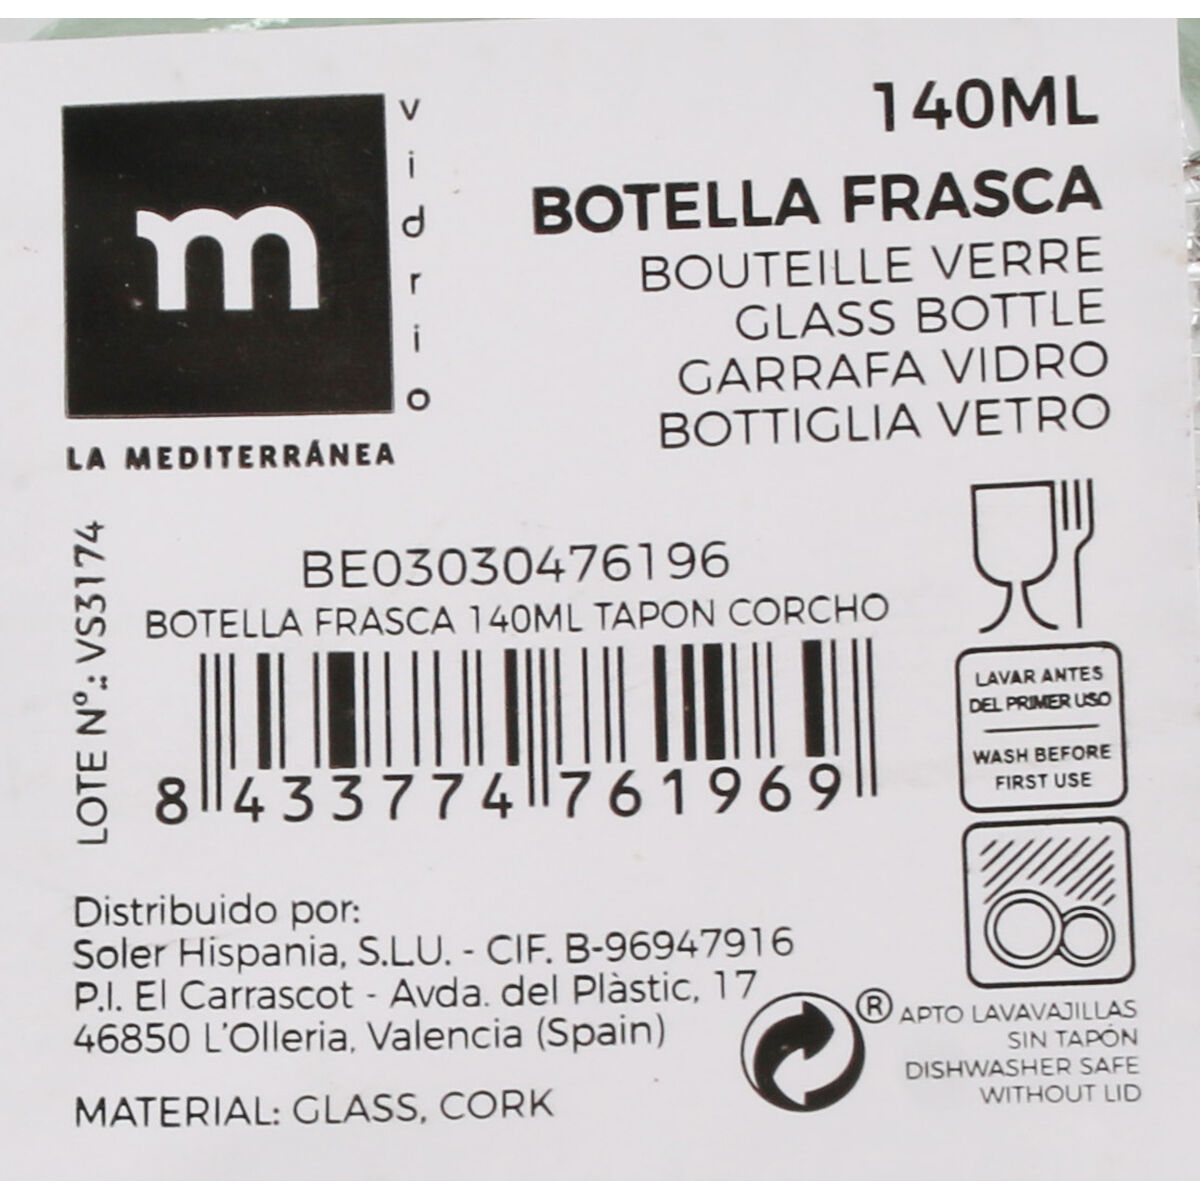 m
vidrio
LA MEDITERRÁNEA
140ML
BOTELLA FRASCA
BOUTEILLE VERRE
GLASS BOTTLE
GARRAFA VIDRO
BOTTIGLIA VETRO
LOTE Nº.: VS3174
BE03030476196
BOTELLA FRASCA 140ML TAPON CORCHO
8 433774 761969
LAVAR ANTES
DEL PRIMER USO
WASH BEFORE
FIRST USE
Distribuido por:
Soler Hispania, S.LU. - CIF. B-96947916
P.I. El Carrascot - Avda. del Plàstic, 17
46850 L'Olleria, Valencia (Spain)
MATERIAL: GLASS, CORK
®
APTO LAVAVAJILLAS
SIN TAPÓN
DISHWASHER SAFE
WITHOUT LID